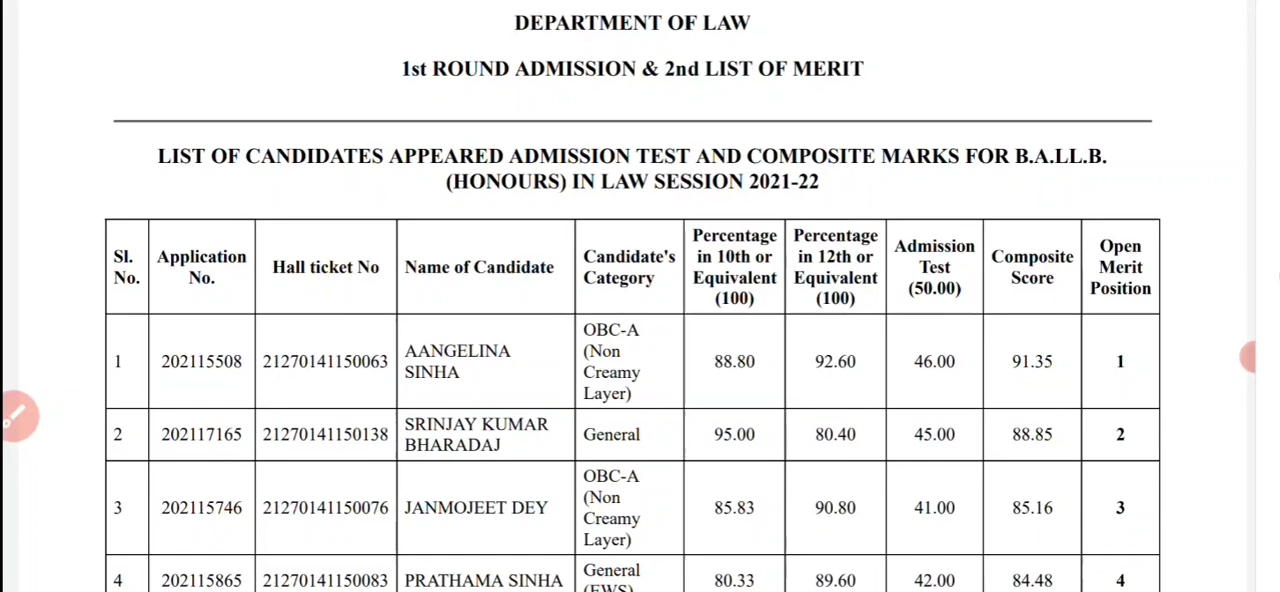 DEPARTMENT OF LAW
1st ROUND ADMISSION & 2nd LIST OF MERIT
LIST OF CANDIDATES APPEARED ADMISSION TEST AND COMPOSITE MARKS FOR B.A.LL.B.
(HONOURS) IN LAW SESSION 2021-22
Sl. No. Application No. Hall ticket No Name of Candidate Candidate's Category Percentage in 10th or Equivalent (100) Percentage in 12th or Equivalent (100) Admission Test (50.00) Composite Score Open Merit Position
1 202115508 21270141150063 AANGELINA SINHA OBC-A (Non Creamy Layer) 88.80 92.60 46.00 91.35 1
2 202117165 21270141150138 SRINJAY KUMAR BHARADAJ General 95.00 80.40 45.00 88.85 2
3 202115746 21270141150076 JANMOJEET DEY OBC-A (Non Creamy Layer) 85.83 90.80 41.00 85.16 3
4 202115865 21270141150083 PRATHAMA SINHA General (EWS) 80.33 89.60 42.00 84.48 4